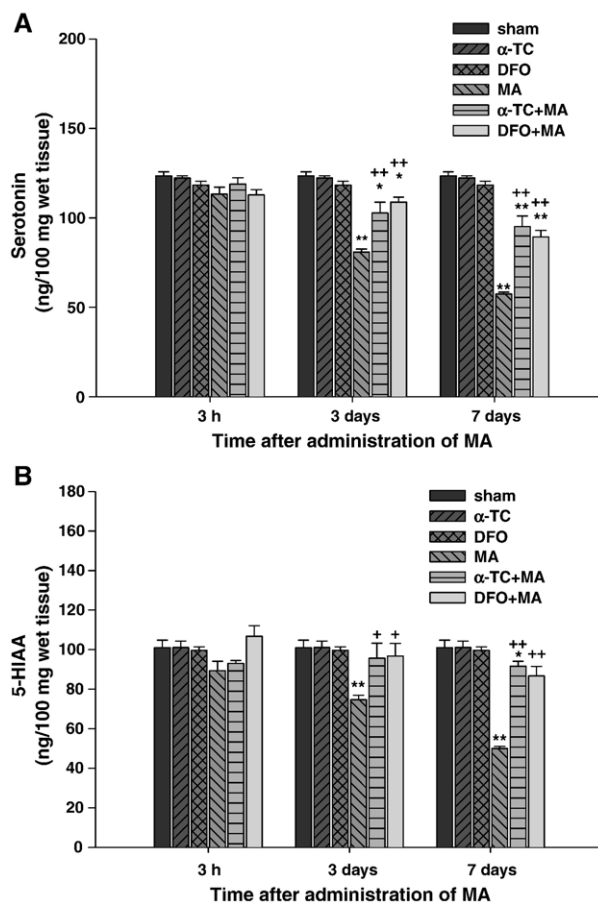 A
200
150
100
50
0
Serotonin
(ng/100 mg wet tissue)
sham
α-TC
DFO
MA
α-TC+MA
DFO+MA
**
++
*
++
*
**
++
**
++
**
3 h
3 days
7 days
Time after administration of MA
B
180
160
140
120
100
80
60
40
20
0
5-HIAA
(ng/100 mg wet tissue)
sham
α-TC
DFO
MA
α-TC+MA
DFO+MA
**
+
+
**
++
*
++
3 h
3 days
7 days
Time after administration of MA